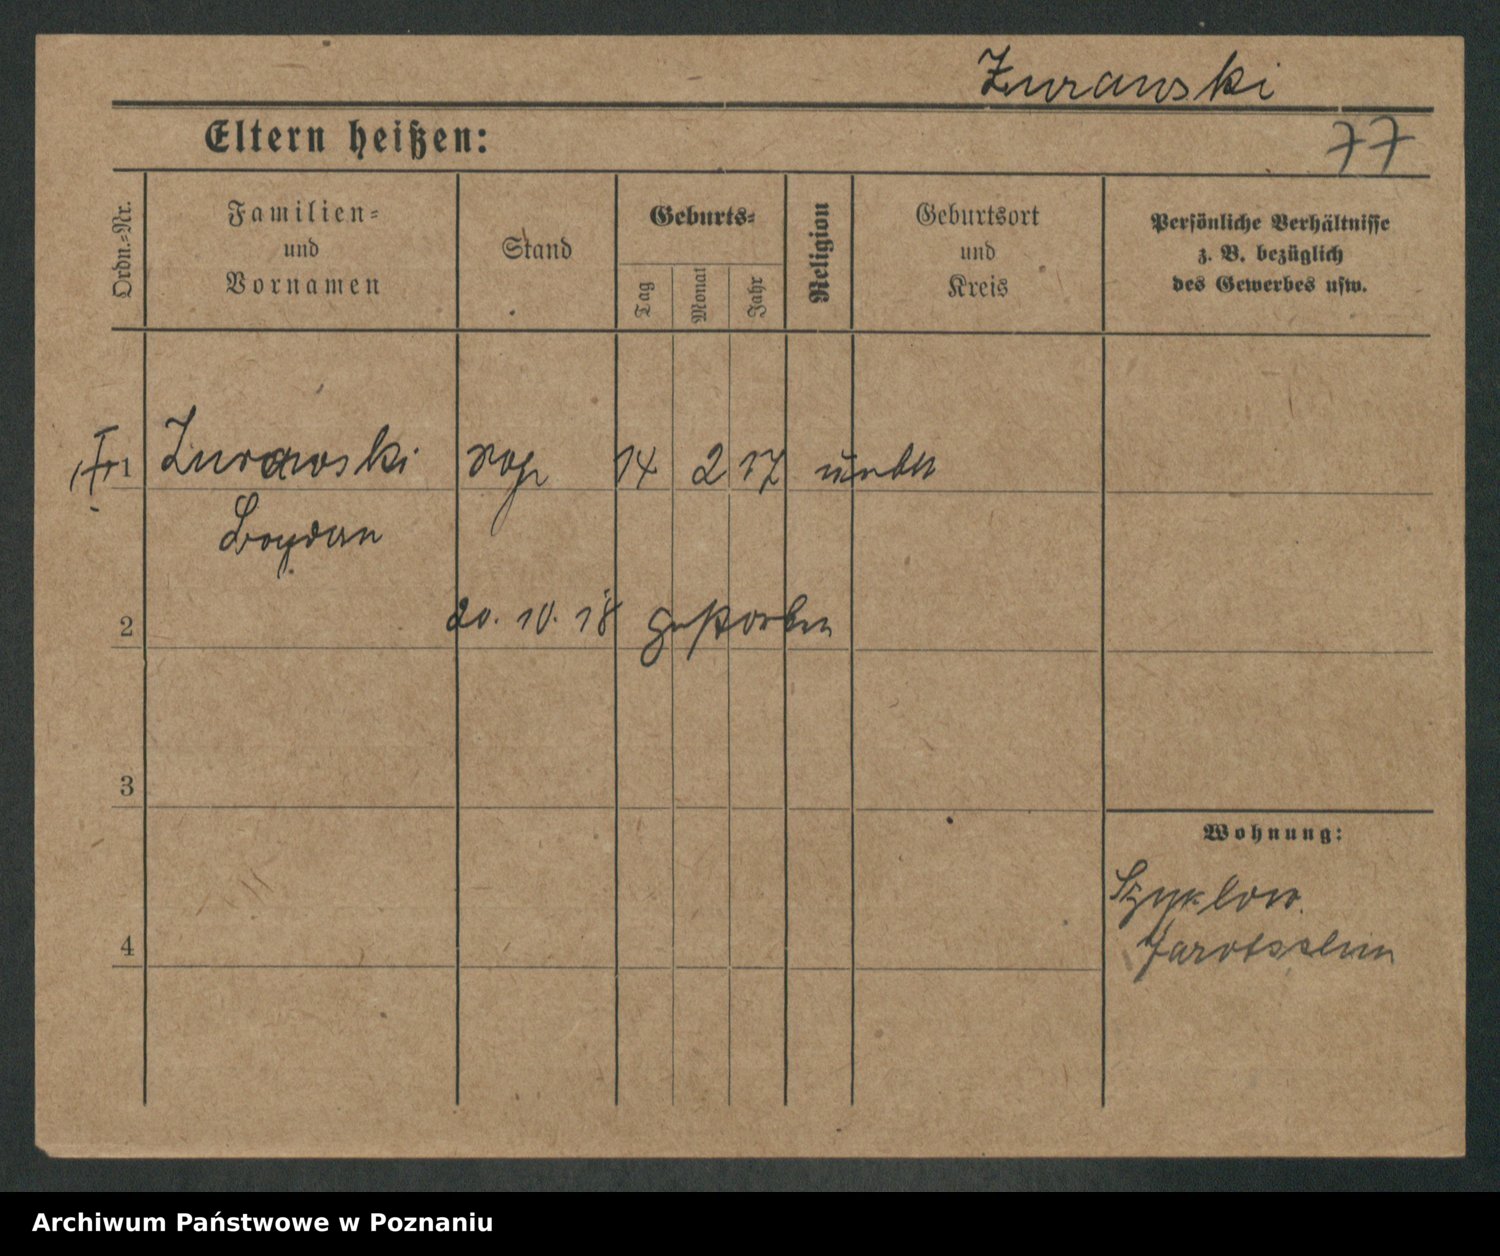 Zurawski
Eltern heißen:
77
Ordn.-Nr.
Familien-
und
Vornamen
Stand
Geburts-
Tag
Monat
Jahr
Religion
Geburtsort
und
Kreis
Persönliche Verhältnisse
z. B. bezüglich
des Gewerbes usw.
1 Zurawski 14 2 17
Bogdan
2 20. 10. 18 gestorben
3
Wohnung:
4
Archiwum Państwowe w Poznaniu